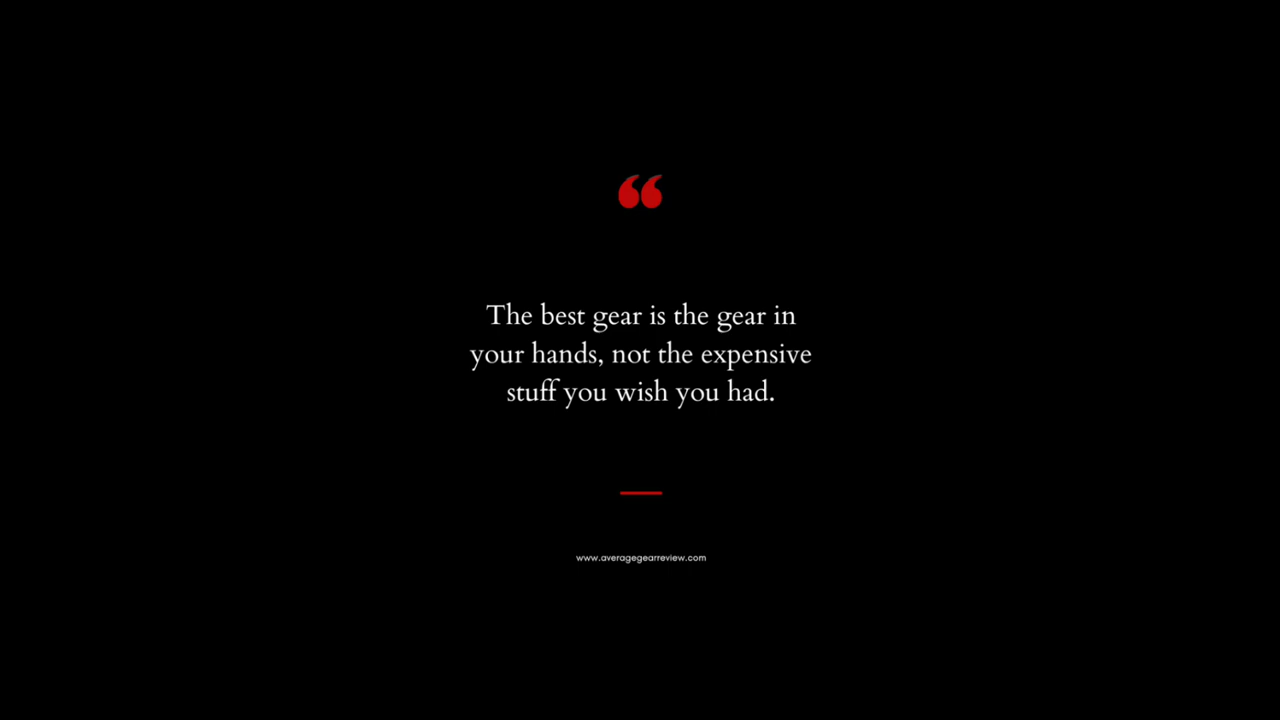 “
The best gear is the gear in
your hands, not the expensive
stuff you wish you had.
www.averagegearreview.com